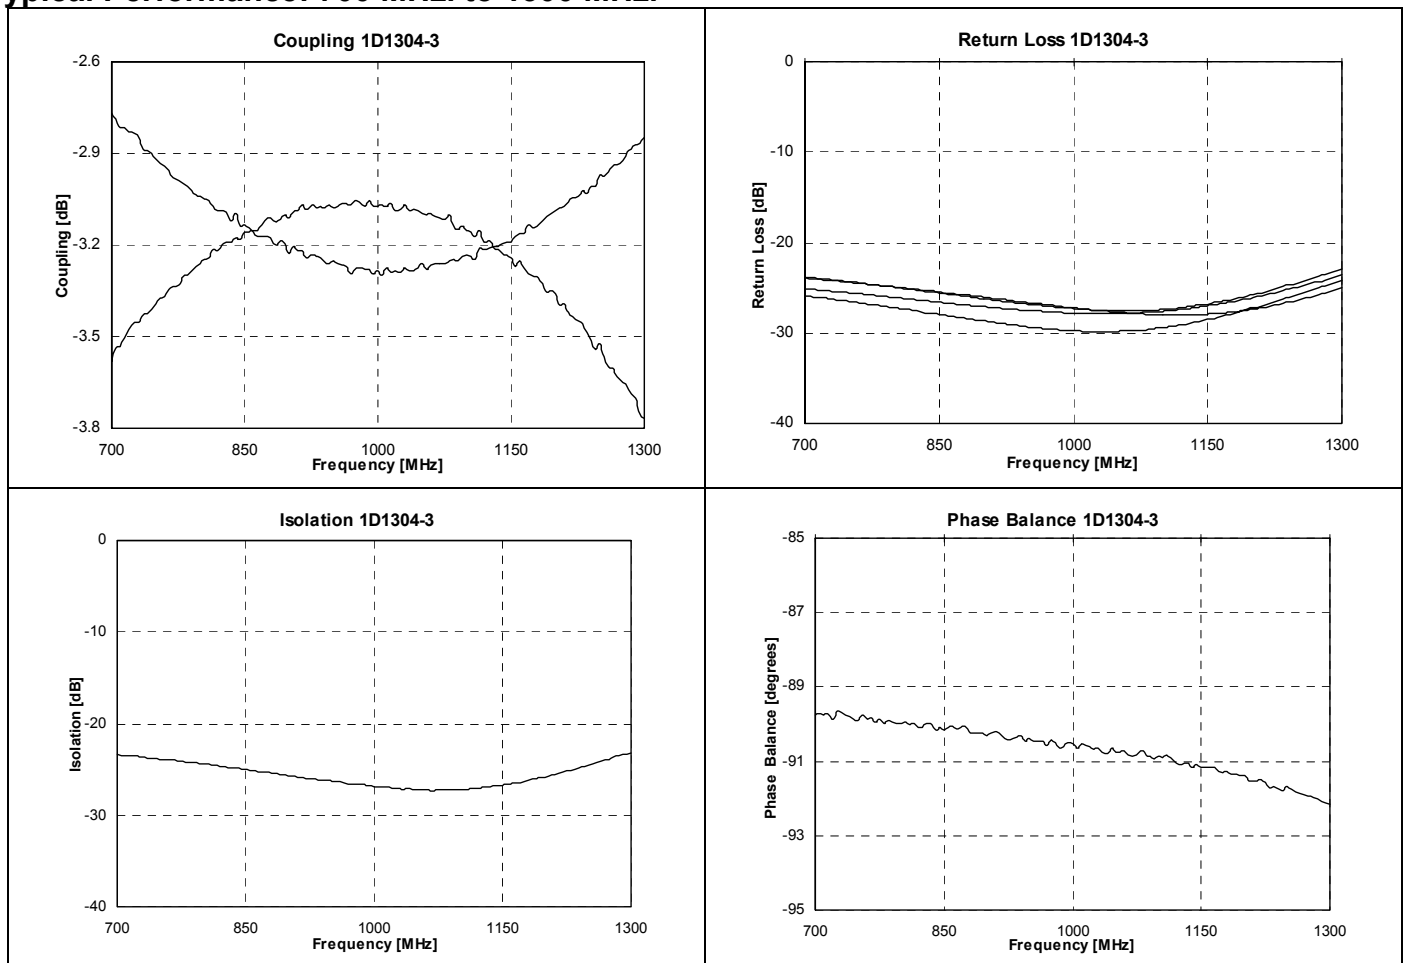 Coupling 1D1304-3
-2.6
-2.9
-3.2
-3.5
-3.8
Coupling [dB]
700 850 1000 1150 1300
Frequency [MHz]
Return Loss 1D1304-3
0
-10
-20
-30
-40
Return Loss [dB]
700 850 1000 1150 1300
Frequency [MHz]
Isolation 1D1304-3
0
-10
-20
-30
-40
Isolation [dB]
700 850 1000 1150 1300
Frequency [MHz]
Phase Balance 1D1304-3
-85
-87
-89
-91
-93
-95
Phase Balance [degrees]
700 850 1000 1150 1300
Frequency [MHz]